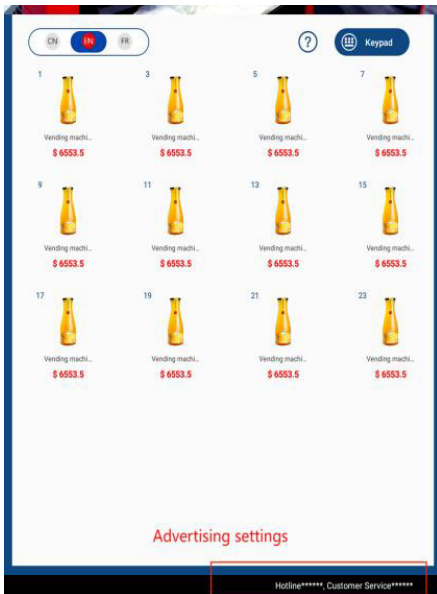 CN EN FR ? Keypad
1 3 5 7
Vending machi... Vending machi... Vending machi... Vending machi...
$ 6553.5 $ 6553.5 $ 6553.5 $ 6553.5
9 11 13 15
Vending machi... Vending machi... Vending machi... Vending machi...
$ 6553.5 $ 6553.5 $ 6553.5 $ 6553.5
17 19 21 23
Vending machi... Vending machi... Vending machi... Vending machi...
$ 6553.5 $ 6553.5 $ 6553.5 $ 6553.5
Advertising settings
Hotline******, Customer Service******